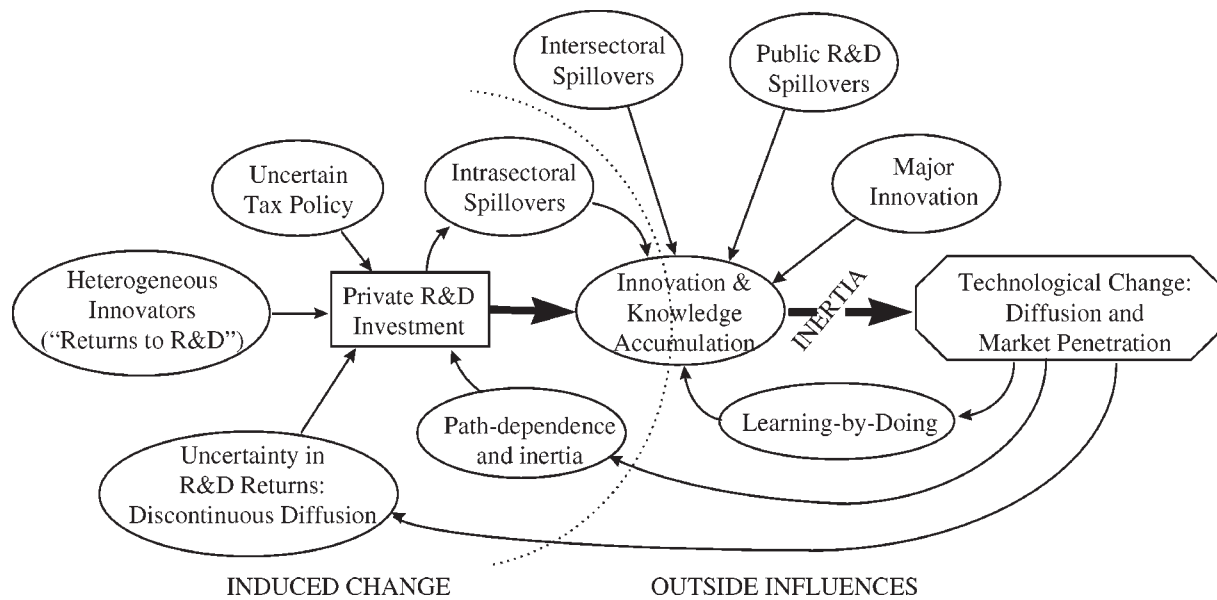 Intersectoral
Spillovers
Public R&D
Spillovers
Uncertain
Tax Policy
Intrasectoral
Spillovers
Major
Innovation
Heterogeneous
Innovators
(“Returns to R&D”)
Private R&D
Investment
Innovation &
Knowledge
Accumulation
INERTIA
Technological Change:
Diffusion and
Market Penetration
Path-dependence
and inertia
Learning-by-Doing
Uncertainty in
R&D Returns:
Discontinuous Diffusion
INDUCED CHANGE
OUTSIDE INFLUENCES